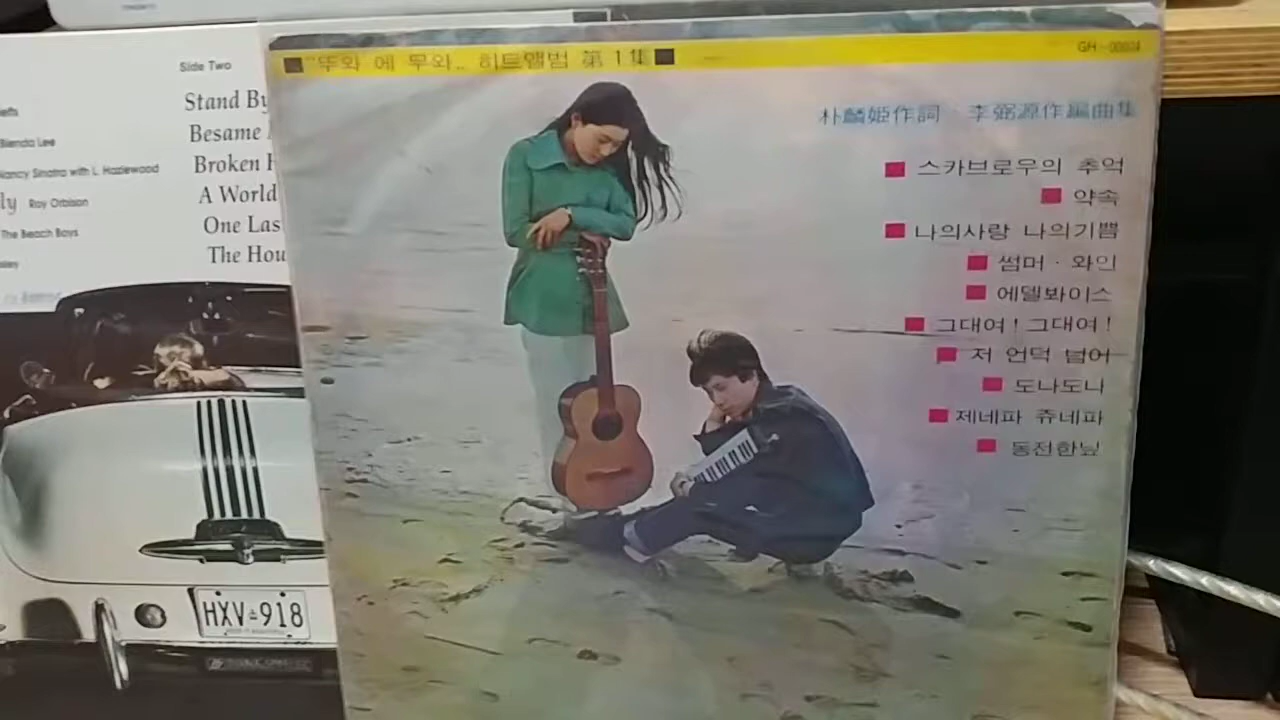 Side Two
Stand By
Besame
Blenda Lee
Broken
Nancy Sinatra with L. Hazlewood
A World
ly Roy Orbison
One Las
The Beach Boys
The Hou
HXV 918
■ "뚜와 에 무와" 히트앨범 第1集 ■
GH-00004
朴麟姬作詞 · 李弼源作編曲集
■ 스카브로우의 추억
■ 약속
■ 나의사랑 나의기쁨
■ 썸머 · 와인
■ 에델봐이스
■ 그대여! 그대여!
■ 저 언덕 넘어
■ 도나도나
■ 제네파 쥬네파
■ 동전한닢